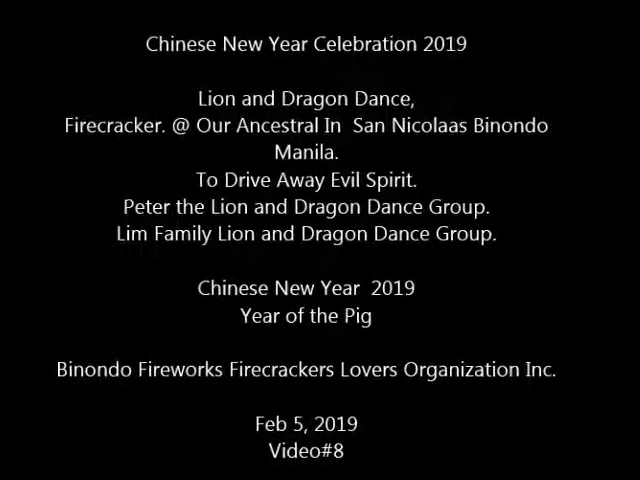 Chinese New Year Celebration 2019
Lion and Dragon Dance,
Firecracker. @ Our Ancestral In  San Nicolaas Binondo
Manila.
To Drive Away Evil Spirit.
Peter the Lion and Dragon Dance Group.
Lim Family Lion and Dragon Dance Group.
Chinese New Year  2019
Year of the Pig
Binondo Fireworks Firecrackers Lovers Organization Inc.
Feb 5, 2019
Video#8